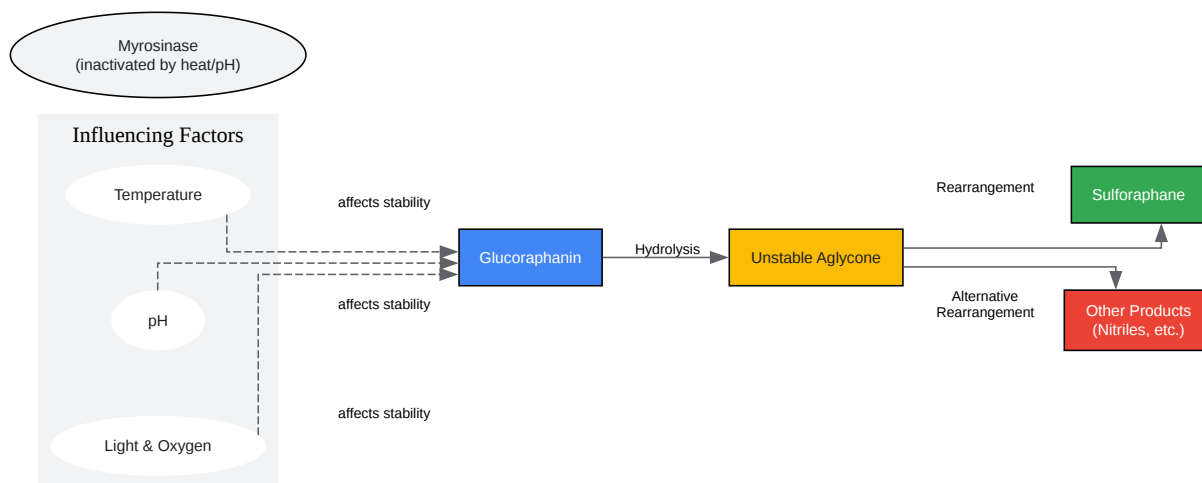 Myrosinase
(inactivated by heat/pH)
Influencing Factors
Temperature
pH
Light & Oxygen
affects stability
affects stability
affects stability
Glucoraphanin
Hydrolysis
Unstable Aglycone
Rearrangement
Sulforaphane
Alternative
Rearrangement
Other Products
(Nitriles, etc.)